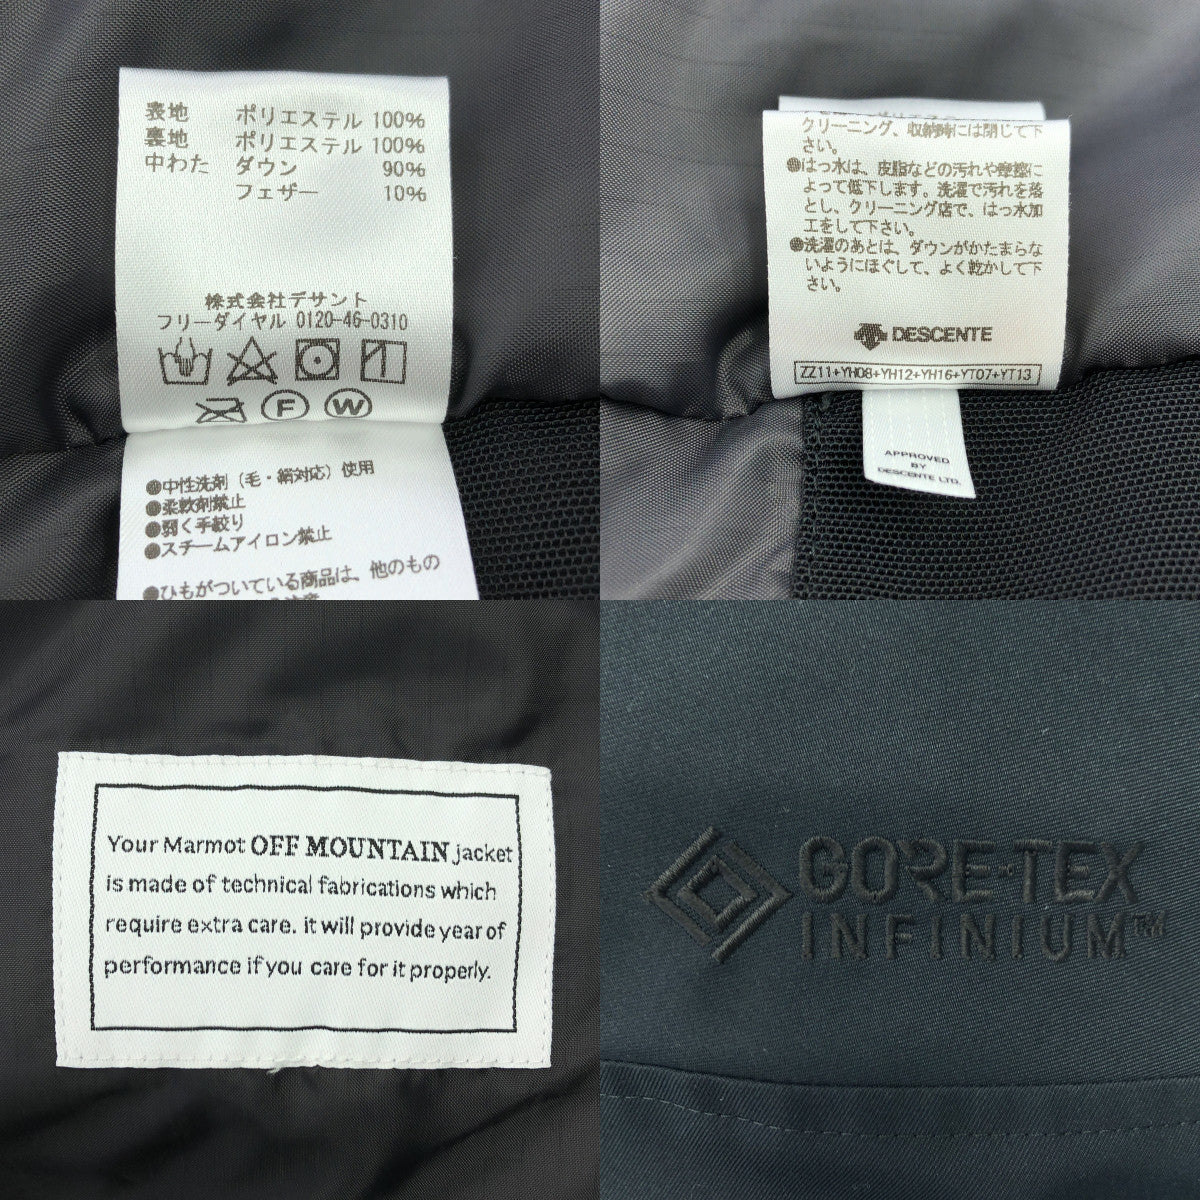 表地 ポリエステル 100%
裏地 ポリエステル 100%
中わた ダウン 90%
フェザー 10%
株式会社デサント
フリーダイヤル 0120-46-0310
F W
●中性洗剤（毛・絹対応）使用
●柔軟剤禁止
●弱く手絞り
●スチームアイロン禁止
●ひもがついている商品は、他のもの
クリーニング、収納時には閉じて下
さい。
●はっ水は、皮脂などの汚れや摩擦に
よって低下します。洗濯で汚れを落
とし、クリーニング店で、はっ水加
工をして下さい。
●洗濯のあとは、ダウンがかたまらな
いようにほぐして、よく乾かして下
さい。
DESCENTE
ZZ11+YH08+YH12+YH16+YT07+YT13
APPROVED
BY
DESCENTE LTD.
Your Marmot OFF MOUNTAIN jacket
is made of technical fabrications which
require extra care. it will provide year of
performance if you care for it properly.
GORE-TEX
INFINIUM™